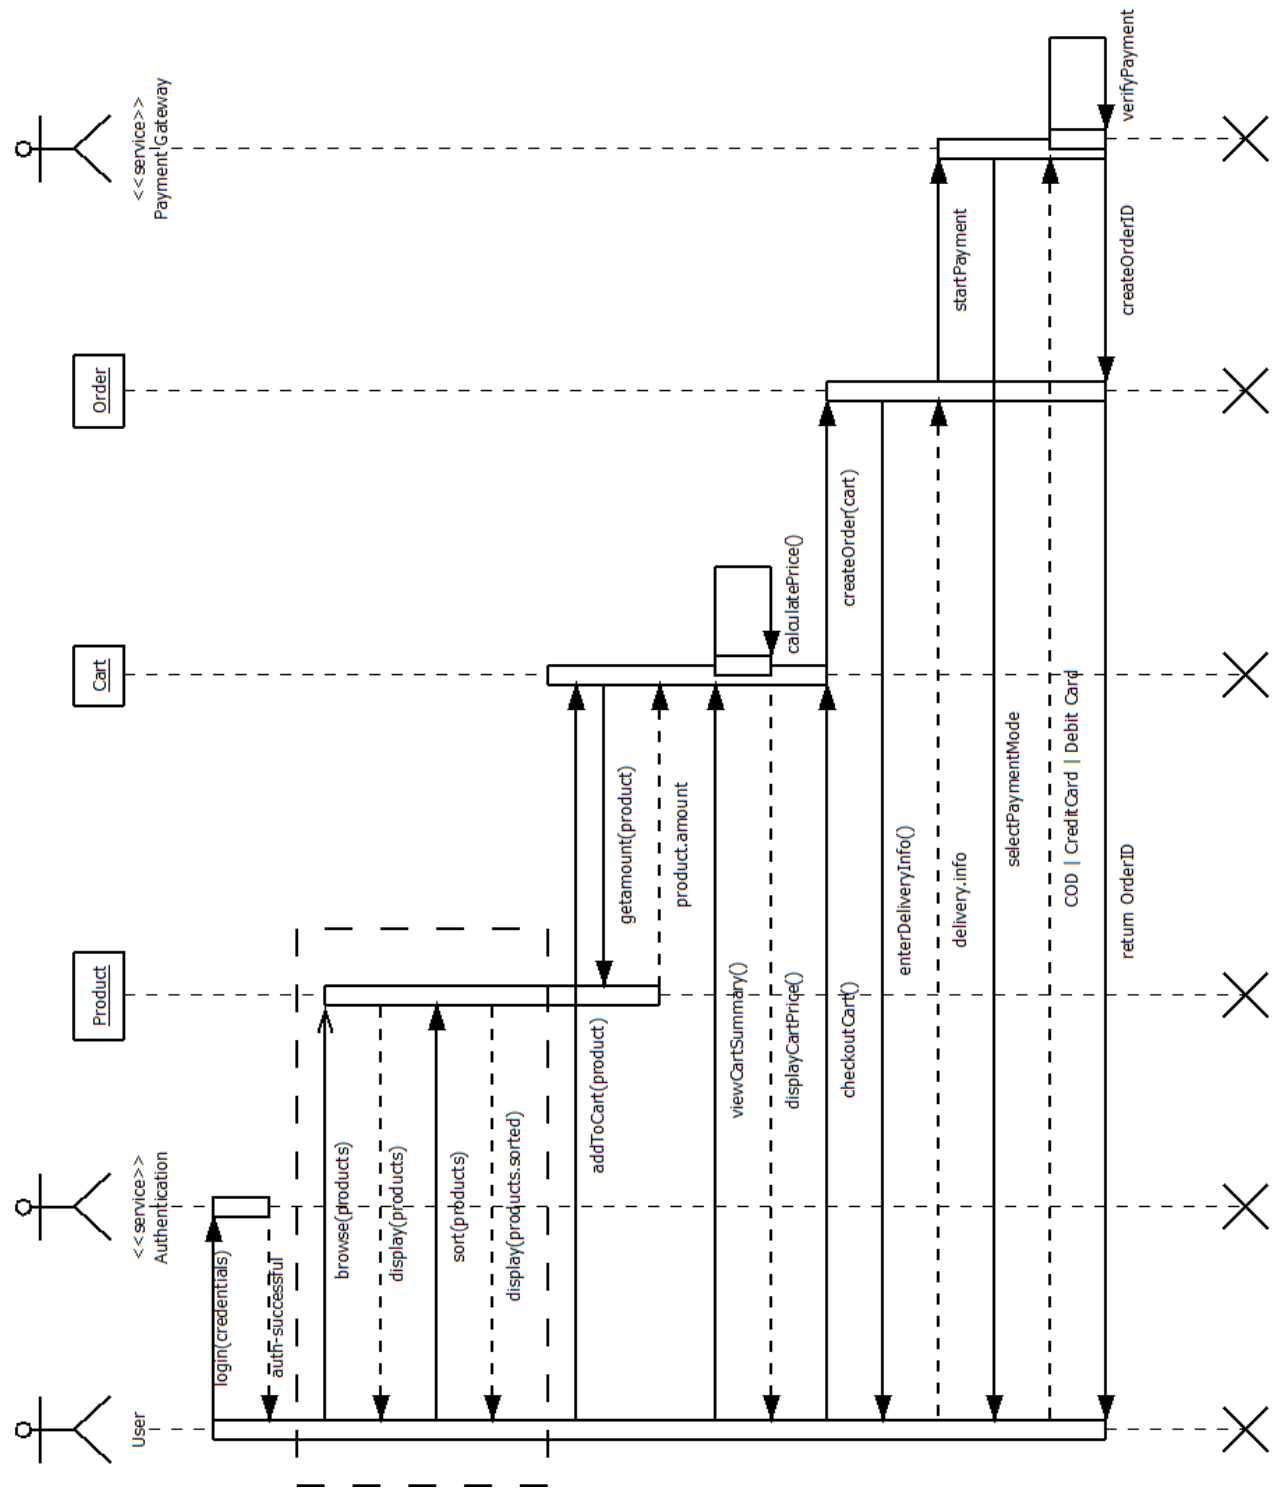 User
<<service>>
Authentication
Product
Cart
Order
<<service>>
Payment Gateway
login(credentials)
auth-successful
browse(products)
display(products)
sort(products)
display(products.sorted)
addToCart(product)
getamount(product)
product.amount
viewCartSummary()
calculatePrice()
displayCartPrice()
checkoutCart()
createOrder(cart)
enterDeliveryInfo()
delivery.info
startPayment
selectPaymentMode
COD | CreditCard | Debit Card
verifyPayment
createOrderID
return OrderID